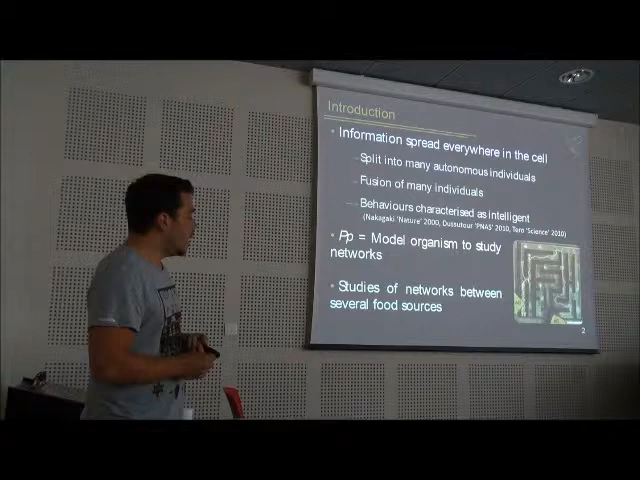 Introduction
• Information spread everywhere in the cell
– Split into many autonomous individuals
– Fusion of many individuals
– Behaviours characterised as intelligent
(Nakagaki 'Nature' 2000, Dussutour 'PNAS' 2010, Tero 'Science' 2010)
• Pp = Model organism to study
networks
• Studies of networks between
several food sources
2